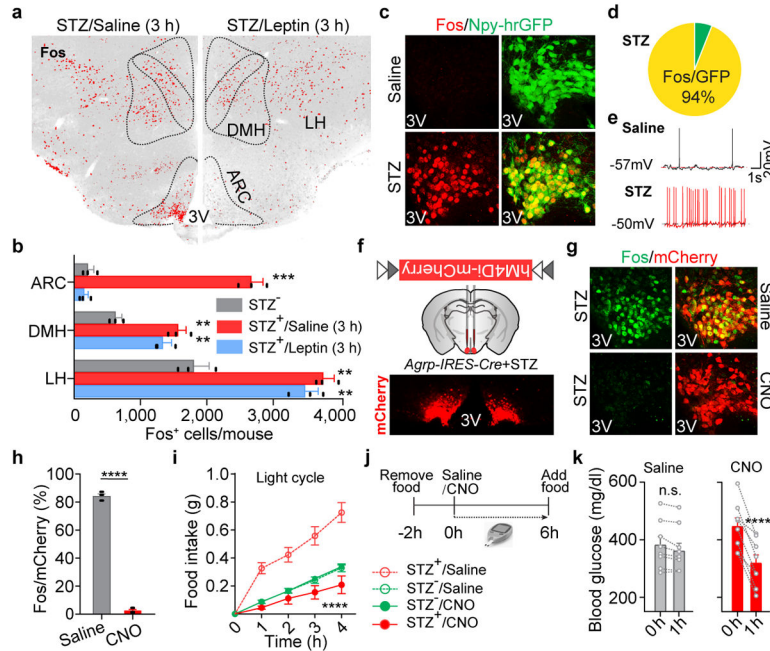 a
STZ/Saline (3 h)
STZ/Leptin (3 h)
Fos
DMH
LH
ARC
3V
b
ARC
DMH
LH
***
**
**
**
**
STZ⁻
STZ⁺/Saline (3 h)
STZ⁺/Leptin (3 h)
0
1,000
2,000
3,000
4,000
Fos⁺ cells/mouse
c
Fos/Npy-hrGFP
Saline
3V
3V
STZ
3V
3V
d
STZ
Fos/GFP
94%
e
Saline
-57mV
1s
STZ
-50mV
f
hM4Di-mCherry
Agrp-IRES-Cre+STZ
mCherry
3V
g
Fos/mCherry
STZ
3V
3V
STZ
3V
3V
CNO
h
Fos/mCherry (%)
100
80
60
40
20
0
****
Saline
CNO
i
Light cycle
Food intake (g)
1.0
0.8
0.6
0.4
0.2
0
0
1
2
3
4
Time (h)
****
j
Remove food
Saline /CNO
Add food
-2h
0h
6h
STZ⁺/Saline
STZ⁻/Saline
STZ⁻/CNO
STZ⁺/CNO
k
Saline
CNO
Blood glucose (mg/dl)
600
400
200
n.s.
****
0h
1h
0h
1h